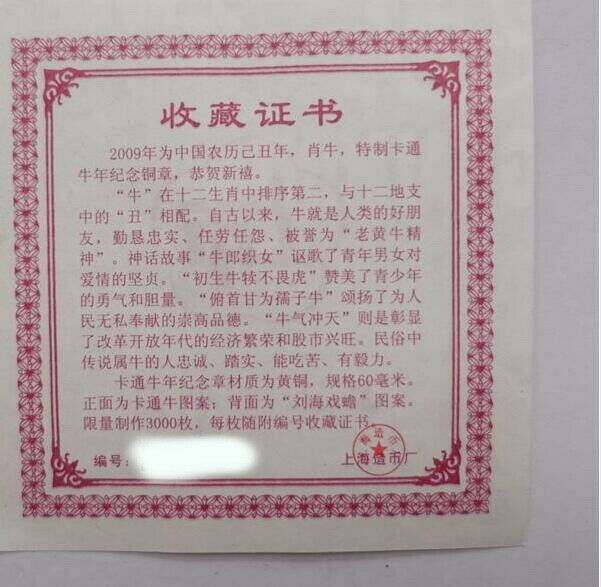 收藏证书
2009年为中国农历己丑年，肖牛，特制卡通
牛年纪念铜章，恭贺新禧。
“牛”在十二生肖中排序第二，与十二地支
中的“丑”相配。自古以来，牛就是人类的好朋
友，勤恳忠实、任劳任怨、被誉为“老黄牛精
神”。神话故事“牛郎织女”讴歌了青年男女对
爱情的坚贞。“初生牛犊不畏虎”赞美了青少年
的勇气和胆量。“俯首甘为孺子牛”颂扬了为人
民无私奉献的崇高品德。“牛气冲天”则是彰显
了改革开放年代的经济繁荣和股市兴旺。民俗中
传说属牛的人忠诚、踏实、能吃苦、有毅力。
卡通牛年纪念章材质为黄铜，规格60毫米。
正面为卡通牛图案；背面为“刘海戏蟾”图案。
限量制作3000枚，每枚随附编号收藏证书。
编号：
上海造币厂